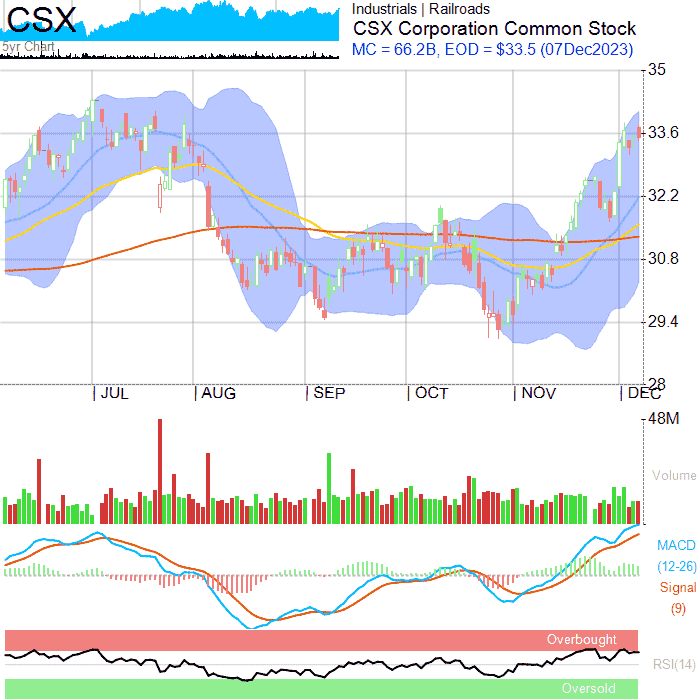 CSX
5yr Chart
Industrials | Railroads
CSX Corporation Common Stock
MC = 66.2B, EOD = $33.5 (07Dec2023)
35
33.6
32.2
30.8
29.4
28
JUL AUG SEP OCT NOV DEC
48M
Volume
MACD
(12-26)
Signal
(9)
Overbought
RSI(14)
Oversold